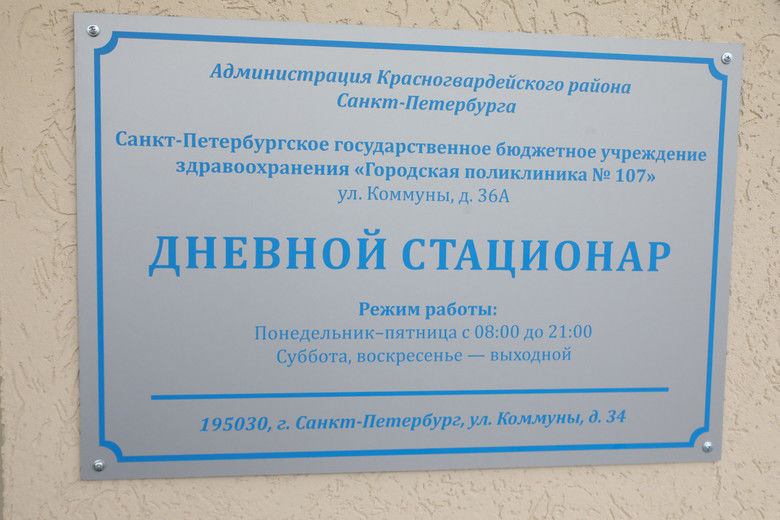 Администрация Красногвардейского района
Санкт-Петербурга
Санкт-Петербургское государственное бюджетное учреждение
здравоохранения «Городская поликлиника № 107»
ул. Коммуны, д. 36А
ДНЕВНОЙ СТАЦИОНАР
Режим работы:
Понедельник–пятница с 08:00 до 21:00
Суббота, воскресенье — выходной
195030, г. Санкт-Петербург, ул. Коммуны, д. 34